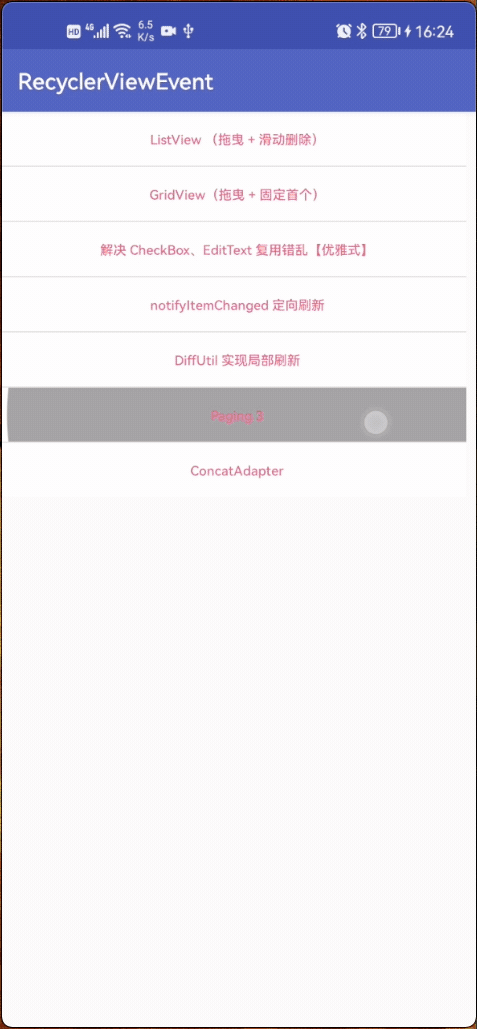 HD 4G 6.5 K/s 79 16:24
RecyclerViewEvent
ListView （拖曳 + 滑动删除）
GridView（拖曳 + 固定首个）
解决 CheckBox、EditText 复用错乱【优雅式】
notifyItemChanged 定向刷新
DiffUtil 实现局部刷新
Paging 3
ConcatAdapter